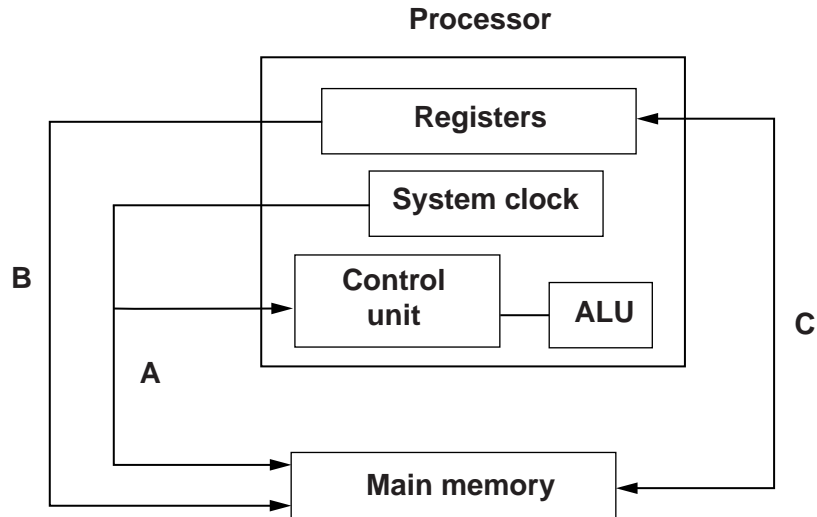 Processor
Registers
System clock
B
Control
unit
ALU
C
A
Main memory